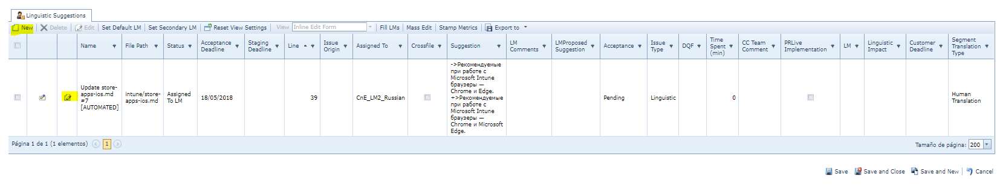 Linguistic Suggestions
New Delete Edit Set Default LM Set Secondary LM Reset View Settings View Inline Edit Form Fill LMs Mass Edit Stamp Metrics Export to
Name
File Path
Status
Acceptance
Deadline
Staging
Deadline
Line
Issue
Origin
Assigned To
Crossfile
Suggestion
LM
Comments
LMProposed
Suggestion
Acceptance
Issue
Type
DQF
Time
Spent
(min)
CC Team
Comment
PRLive
Implementation
LM
Linguistic
Impact
Customer
Deadline
Segment
Translation
Type
Update store-
apps-ios.md
#7
[AUTOMATED]
intune/store-
apps-ios.md
Assigned
To LM
18/05/2018
39
CnE_LM2_Russian
->Рекомендуемые
при работе с
Microsoft Intune
браузеры —
Chrome и Edge.
+>Рекомендуемые
при работе с
Microsoft Intune
браузеры —
Chrome и Microsoft
Edge.
Pending
Linguistic
0
Human
Translation
Página 1 de 1 (1 elementos) 1
Tamaño de página: 200
Save Save and Close Save and New Cancel